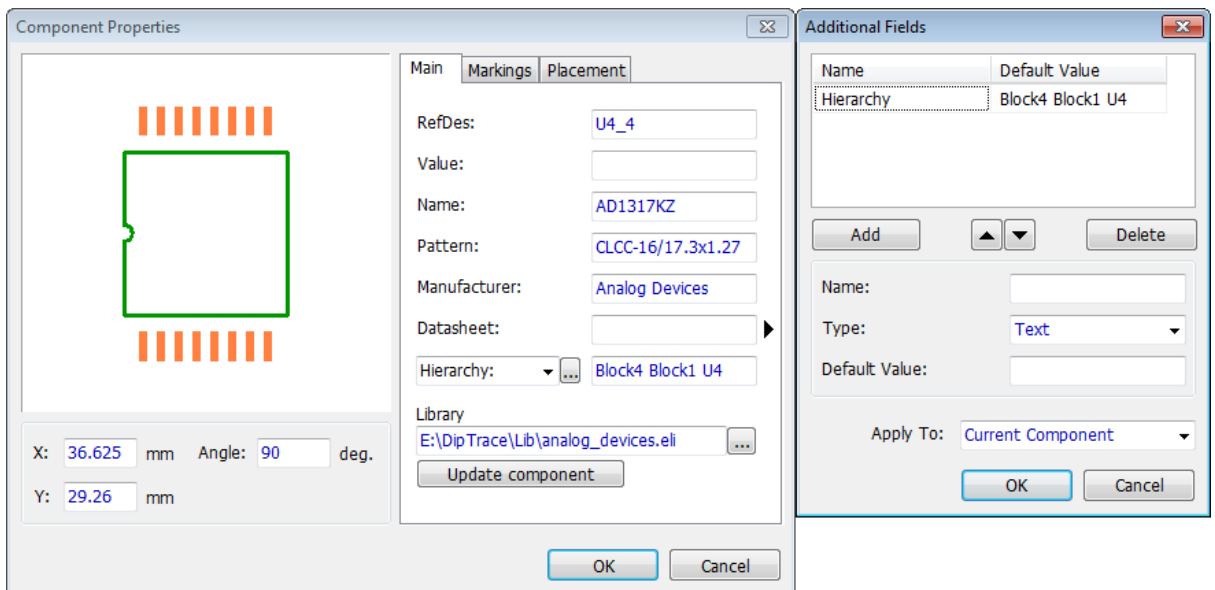 Component Properties
Main Markings Placement
RefDes: U4_4
Value:
Name: AD1317KZ
Pattern: CLCC-16/17.3x1.27
Manufacturer: Analog Devices
Datasheet:
Hierarchy: ... Block4 Block1 U4
Library
E:\DipTrace\Lib\analog_devices.eli ...
Update component
X: 36.625 mm Angle: 90 deg.
Y: 29.26 mm
OK Cancel
Additional Fields
Name Default Value
Hierarchy Block4 Block1 U4
Add Delete
Name:
Type: Text
Default Value:
Apply To: Current Component
OK Cancel